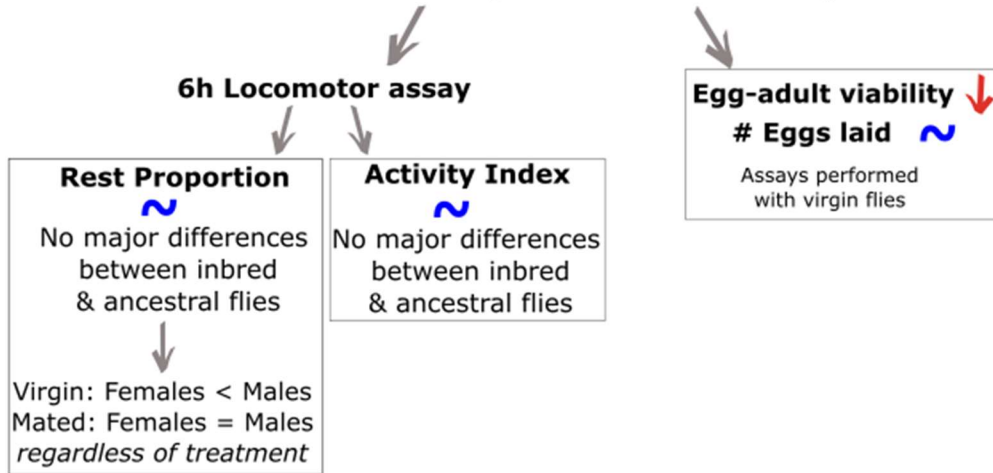 6h Locomotor assay
Rest Proportion
~
No major differences
between inbred
& ancestral flies
Virgin: Females < Males
Mated: Females = Males
regardless of treatment
Activity Index
~
No major differences
between inbred
& ancestral flies
Egg-adult viability ↓
# Eggs laid ~
Assays performed
with virgin flies